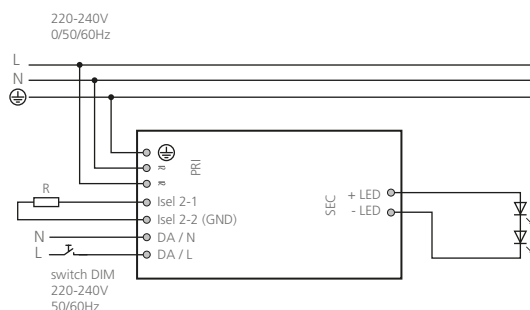 220-240V
0/50/60Hz
L
N
PRI
R
Isel 2-1
Isel 2-2 (GND)
N
DA / N
L
DA / L
switch DIM
220-240V
50/60Hz
SEC
+ LED
- LED